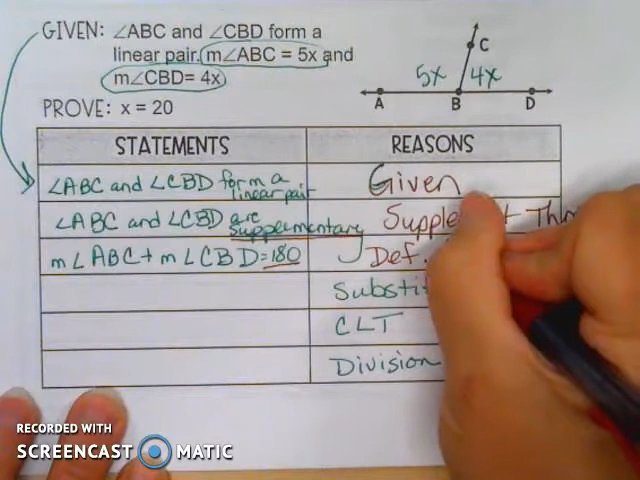 GIVEN: ∠ABC and ∠CBD form a
linear pair. m∠ABC = 5x and
m∠CBD= 4x
PROVE: x = 20
C
5x 4x
A B D
STATEMENTS REASONS
∠ABC and ∠CBD form a
linear pair
Given
∠ABC and ∠CBD are
supplementary
m∠ABC + m∠CBD = 180
Def.
CLT
Division
RECORDED WITH
SCREENCAST MATIC